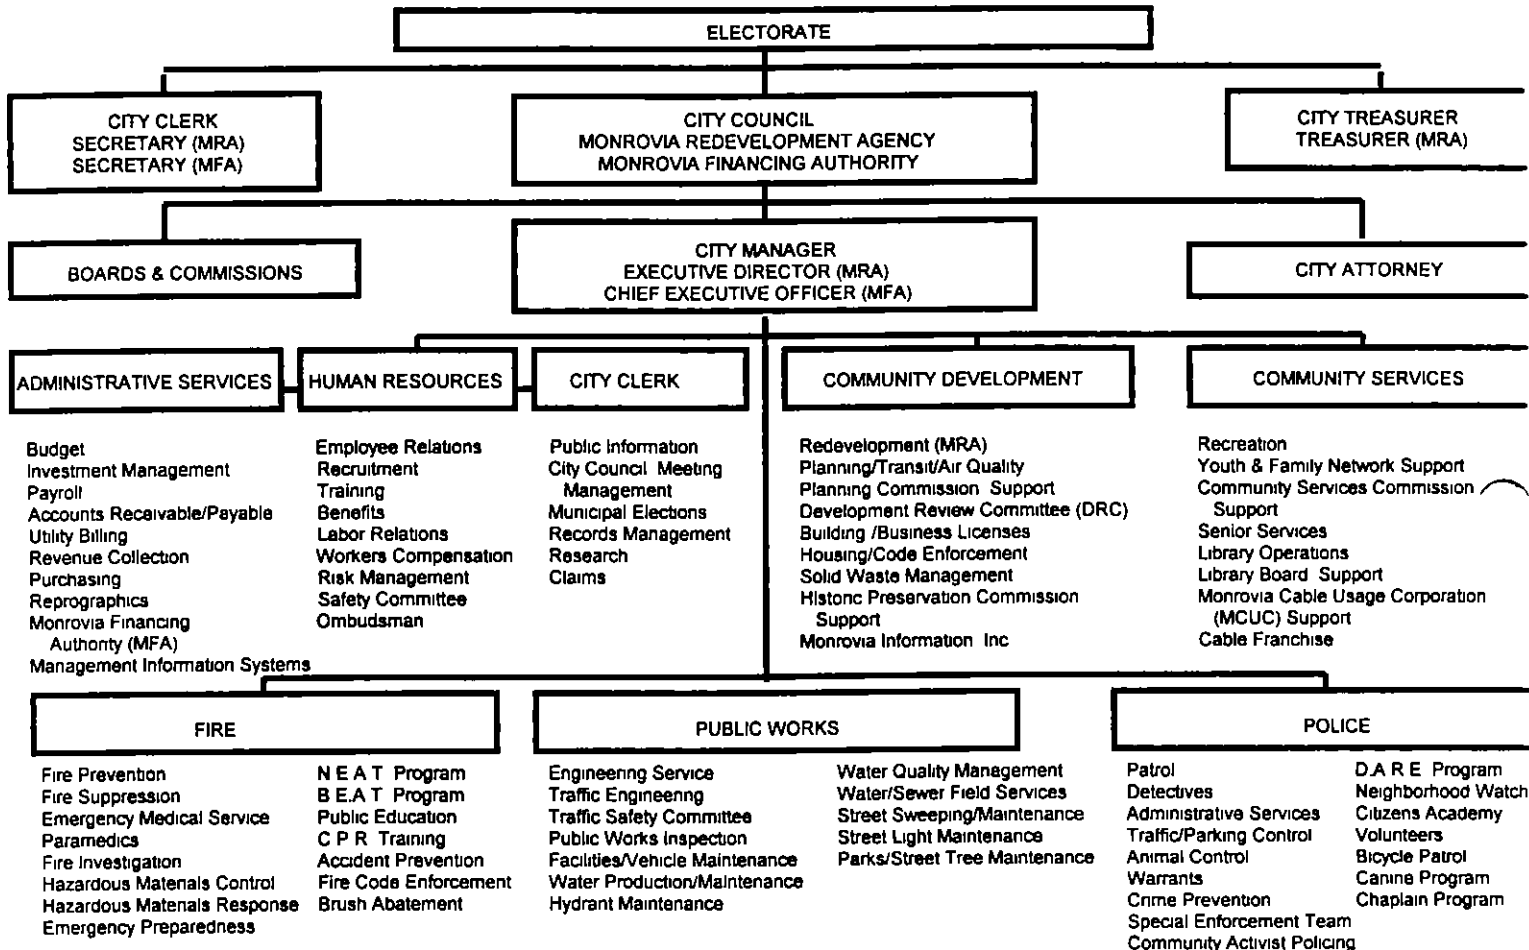 ELECTORATE
CITY CLERK
SECRETARY (MRA)
SECRETARY (MFA)
CITY COUNCIL
MONROVIA REDEVELOPMENT AGENCY
MONROVIA FINANCING AUTHORITY
CITY TREASURER
TREASURER (MRA)
BOARDS & COMMISSIONS
CITY MANAGER
EXECUTIVE DIRECTOR (MRA)
CHIEF EXECUTIVE OFFICER (MFA)
CITY ATTORNEY
ADMINISTRATIVE SERVICES
Budget
Investment Management
Payroll
Accounts Receivable/Payable
Utility Billing
Revenue Collection
Purchasing
Reprographics
Monrovia Financing
Authority (MFA)
Management Information Systems
HUMAN RESOURCES
Employee Relations
Recruitment
Training
Benefits
Labor Relations
Workers Compensation
Risk Management
Safety Committee
Ombudsman
CITY CLERK
Public Information
City Council Meeting
Management
Municipal Elections
Records Management
Research
Claims
COMMUNITY DEVELOPMENT
Redevelopment (MRA)
Planning/Transit/Air Quality
Planning Commission Support
Development Review Committee (DRC)
Building /Business Licenses
Housing/Code Enforcement
Solid Waste Management
Historic Preservation Commission
Support
Monrovia Information Inc
COMMUNITY SERVICES
Recreation
Youth & Family Network Support
Community Services Commission
Support
Senior Services
Library Operations
Library Board Support
Monrovia Cable Usage Corporation
(MCUC) Support
Cable Franchise
FIRE
Fire Prevention
Fire Suppression
Emergency Medical Service
Paramedics
Fire Investigation
Hazardous Materials Control
Hazardous Materials Response
Emergency Preparedness
N E A T Program
B E.A T Program
Public Education
C P R Training
Accident Prevention
Fire Code Enforcement
Brush Abatement
PUBLIC WORKS
Engineering Service
Traffic Engineering
Traffic Safety Committee
Public Works Inspection
Facilities/Vehicle Maintenance
Water Production/Maintenance
Hydrant Maintenance
Water Quality Management
Water/Sewer Field Services
Street Sweeping/Maintenance
Street Light Maintenance
Parks/Street Tree Maintenance
POLICE
Patrol
Detectives
Administrative Services
Traffic/Parking Control
Animal Control
Warrants
Crime Prevention
Special Enforcement Team
Community Activist Policing
D.A R E Program
Neighborhood Watch
Citizens Academy
Volunteers
Bicycle Patrol
Canine Program
Chaplain Program